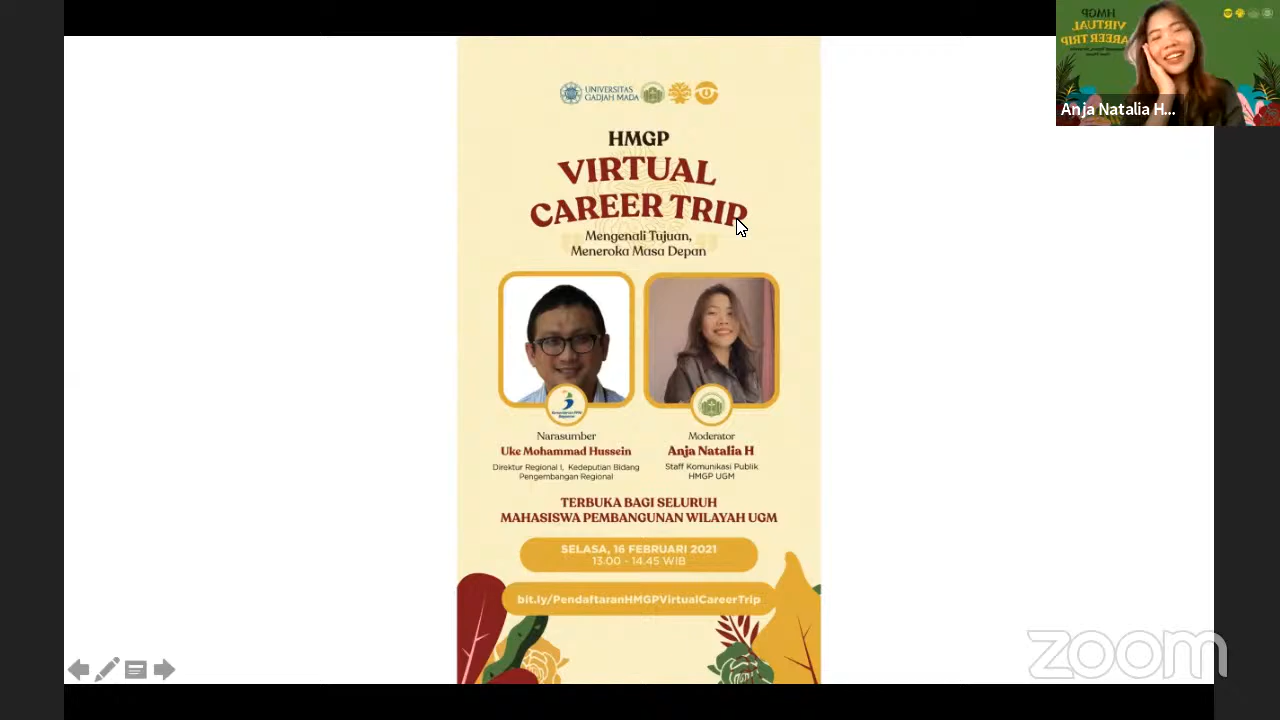 UNIVERSITAS
GADJAH MADA
HMGP
VIRTUAL
CAREER TRIP
Mengenali Tujuan,
Meneroka Masa Depan
Narasumber
Uke Mohammad Hussein
Direktur Regional I, Kedeputian Bidang
Pengembangan Regional
Moderator
Anja Natalia H
Staff Komunikasi Publik
HMGP UGM
TERBUKA BAGI SELURUH
MAHASISWA PEMBANGUNAN WILAYAH UGM
SELASA, 16 FEBRUARI 2021
13.00 - 14.45 WIB
bit.ly/PendaftaranHMGPVirtualCareerTrip
HMGP
VIRTUAL
CAREER TRIP
Anja Natalia H...
zoom